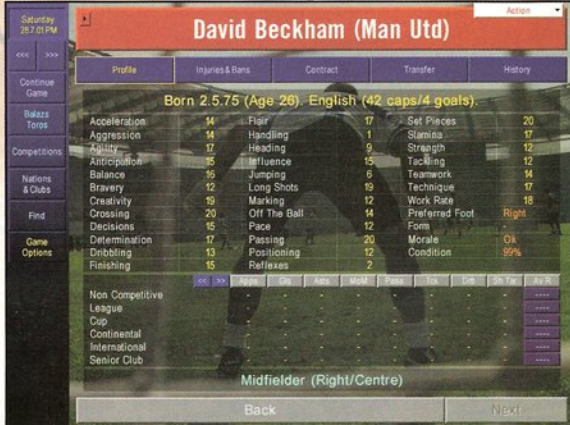 Saturday
28.7.01 PM
David Beckham (Man Utd)
Action
<<< >>>
Profile Injuries & Bans Contract Transfer History
Continue
Game
Balazs
Toros
Competitions
Nations
& Clubs
Find
Game
Options
Born 2.5.75 (Age 26). English (42 caps/4 goals).
Acceleration 14 Flair 17 Set Pieces 20
Aggression 14 Handling 1 Stamina 17
Agility 17 Heading 9 Strength 12
Anticipation 15 Influence 15 Tackling 12
Balance 16 Jumping 6 Teamwork 14
Bravery 12 Long Shots 19 Technique 17
Creativity 19 Marking 12 Work Rate 18
Crossing 20 Off The Ball 14 Preferred Foot Right
Decisions 15 Pace 12 Form -
Determination 17 Passing 20 Morale Ok
Dribbling 13 Positioning 12 Condition 99%
Finishing 15 Reflexes 2
<< >> Apps Gls Asts MoM Pass Tck Drb Sh Tar Av R
Non Competitive - - - - - - - - ----
League - - - - - - - - ----
Cup - - - - - - - - ----
Continental - - - - - - - - ----
International - - - - - - - - ----
Senior Club - - - - - - - - ----
Midfielder (Right/Centre)
Back Next